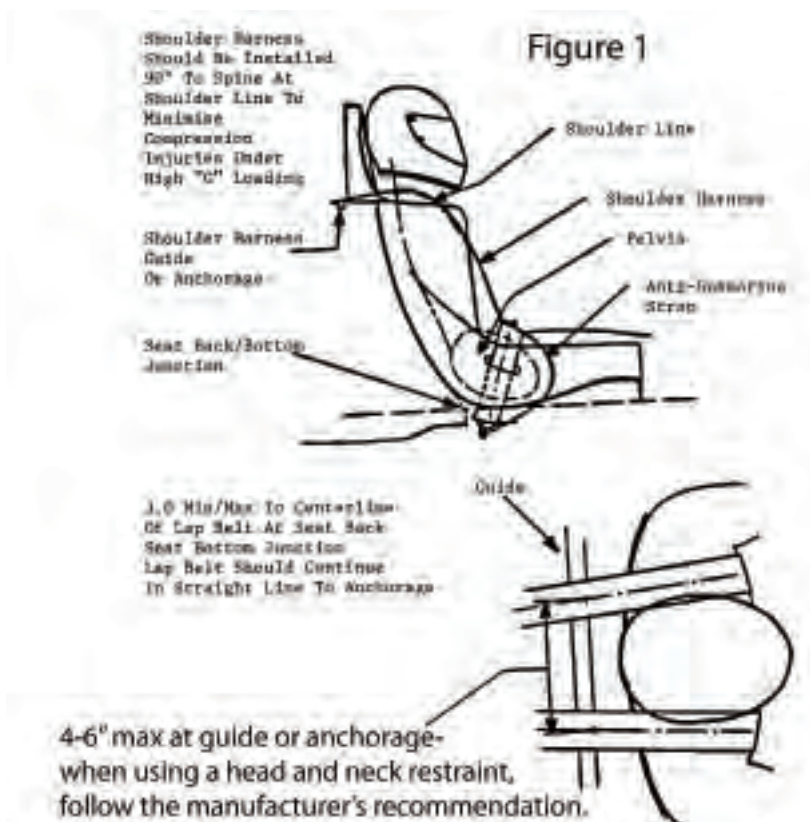 Figure 1
Shoulder Harness
Should Be Installed
90° To Spine At
Shoulder Line To
Minimize
Compression
Injuries Under
High "G" Loading
Shoulder Line
Shoulder Harness
Shoulder Harness
Guide
Or Anchorage
Pelvis
Anti-Submarine
Strap
Seat Back/Bottom
Junction
Guide
Min/Max To Centerline
Of Lap Belt At Seat Back
Seat Bottom Junction
Lap Belt Should Continue
In Straight Line To Anchorage
4-6" max at guide or anchorage-
when using a head and neck restraint,
follow the manufacturer's recommendation.